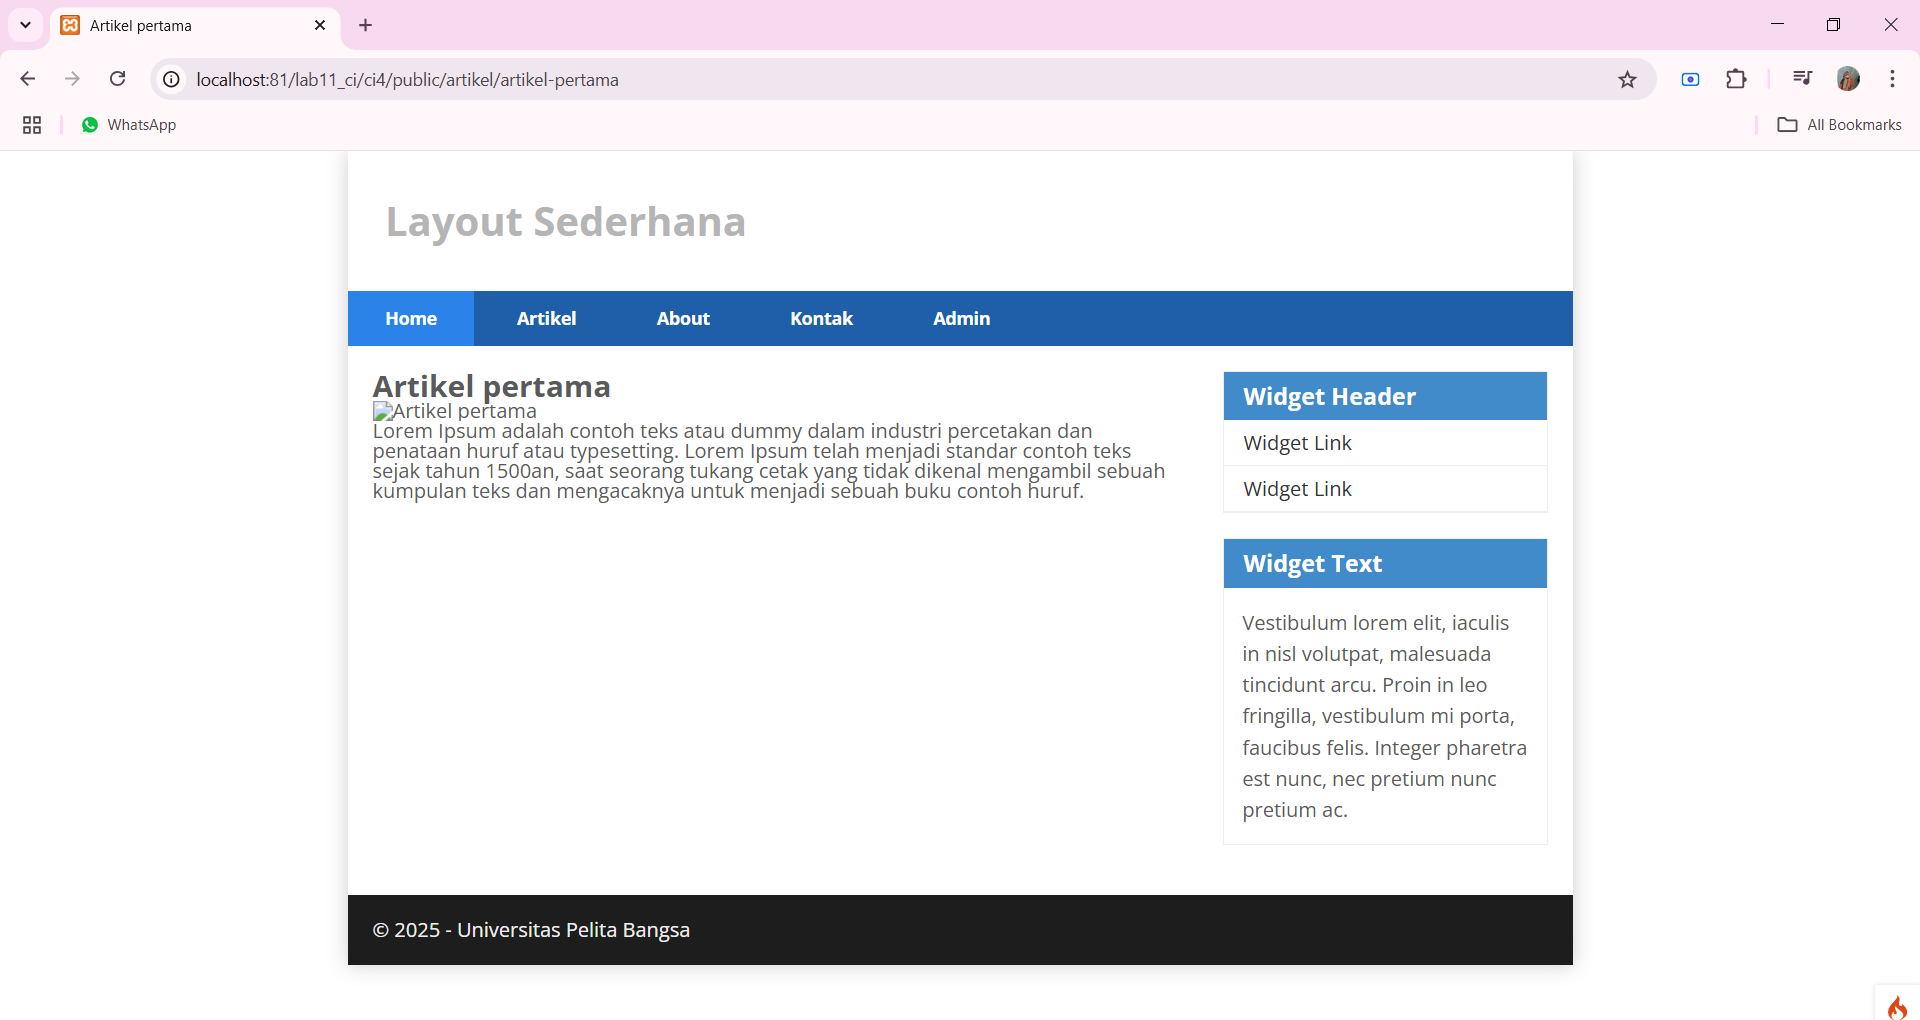 Artikel pertama
localhost:81/lab11_ci/ci4/public/artikel/artikel-pertama
WhatsApp
All Bookmarks
Layout Sederhana
Home Artikel About Kontak Admin
Artikel pertama
Artikel pertama
Lorem Ipsum adalah contoh teks atau dummy dalam industri percetakan dan
penataan huruf atau typesetting. Lorem Ipsum telah menjadi standar contoh teks
sejak tahun 1500an, saat seorang tukang cetak yang tidak dikenal mengambil sebuah
kumpulan teks dan mengacaknya untuk menjadi sebuah buku contoh huruf.
Widget Header
Widget Link
Widget Link
Widget Text
Vestibulum lorem elit, iaculis
in nisl volutpat, malesuada
tincidunt arcu. Proin in leo
fringilla, vestibulum mi porta,
faucibus felis. Integer pharetra
est nunc, nec pretium nunc
pretium ac.
© 2025 - Universitas Pelita Bangsa